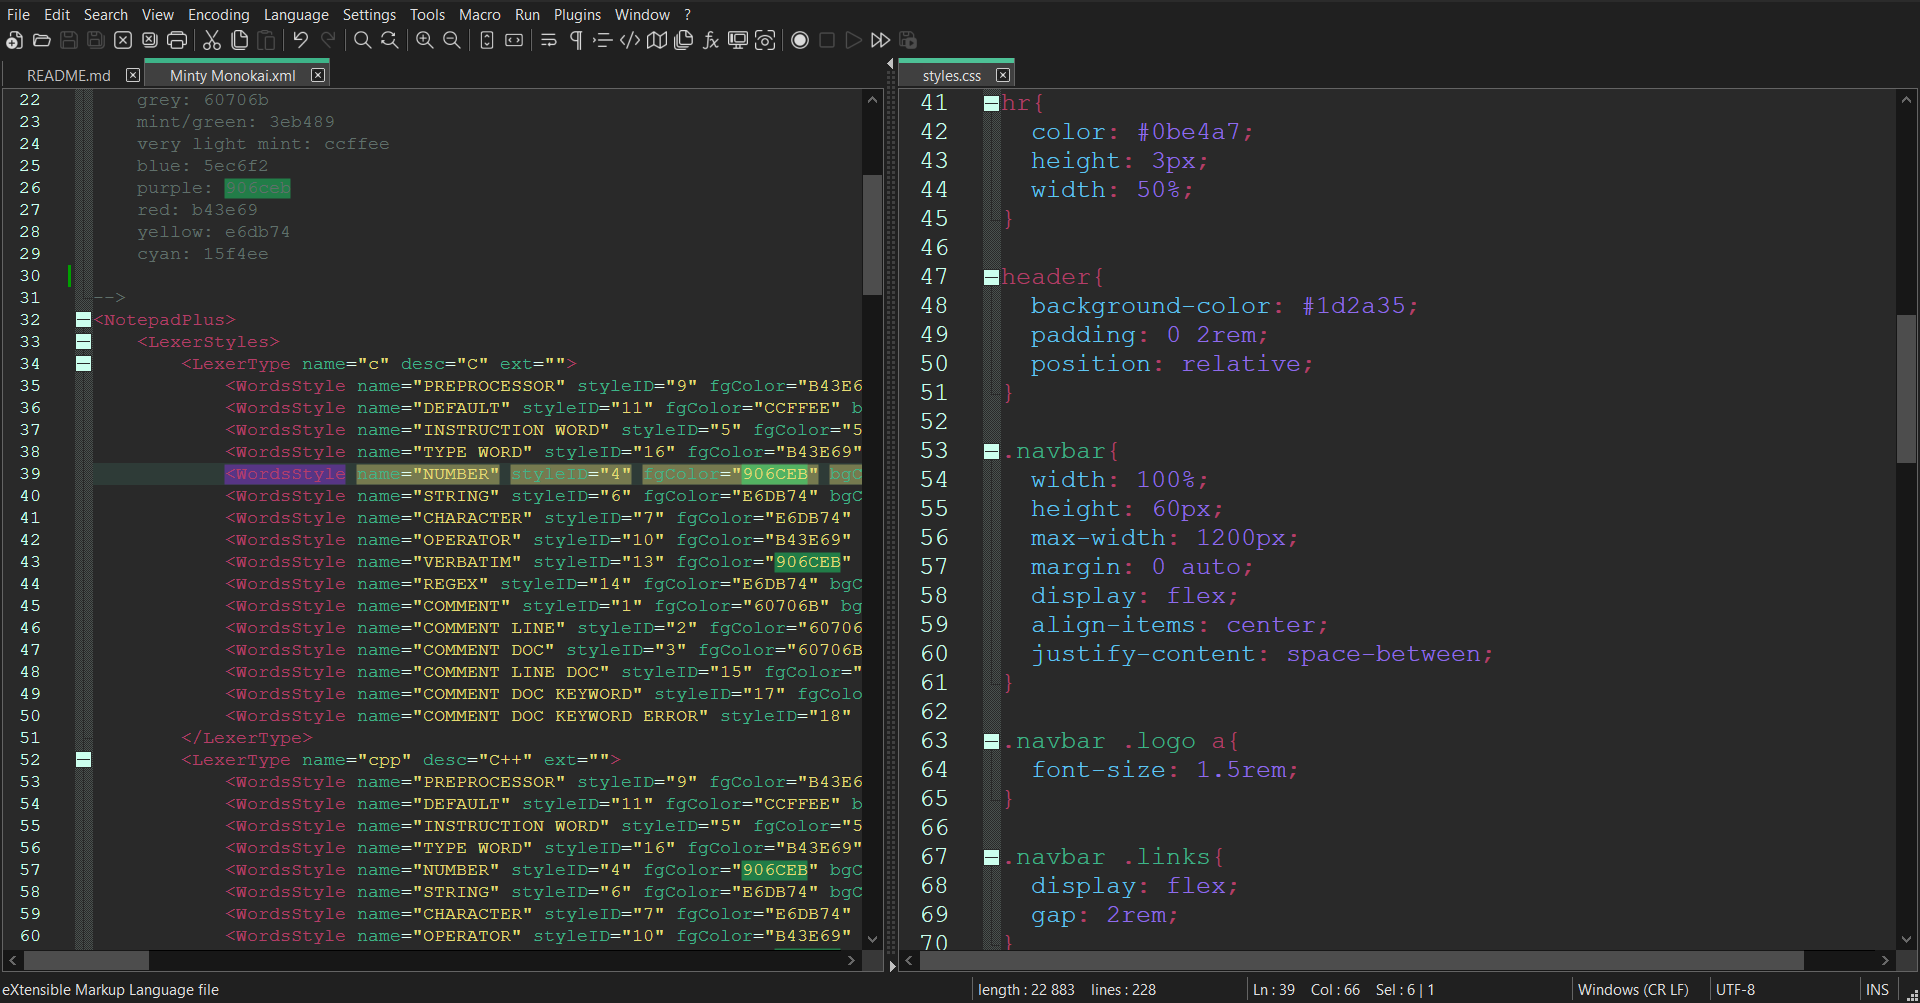 File Edit Search View Encoding Language Settings Tools Macro Run Plugins Window ?
README.md Minty Monokai.xml
22 grey: 60706b
23 mint/green: 3eb489
24 very light mint: ccffee
25 blue: 5ec6f2
26 purple: 906ceb
27 red: b43e69
28 yellow: e6db74
29 cyan: 15f4ee
30
31 -->
32 <NotepadPlus>
33 <LexerStyles>
34 <LexerType name="c" desc="C" ext="">
35 <WordsStyle name="PREPROCESSOR" styleID="9" fgColor="B43E6
36 <WordsStyle name="DEFAULT" styleID="11" fgColor="CCFFEE" b
37 <WordsStyle name="INSTRUCTION WORD" styleID="5" fgColor="5
38 <WordsStyle name="TYPE WORD" styleID="16" fgColor="B43E69"
39 <WordsStyle name="NUMBER" styleID="4" fgColor="906CEB" bgC
40 <WordsStyle name="STRING" styleID="6" fgColor="E6DB74" bgC
41 <WordsStyle name="CHARACTER" styleID="7" fgColor="E6DB74"
42 <WordsStyle name="OPERATOR" styleID="10" fgColor="B43E69"
43 <WordsStyle name="VERBATIM" styleID="13" fgColor="906CEB"
44 <WordsStyle name="REGEX" styleID="14" fgColor="E6DB74" bgC
45 <WordsStyle name="COMMENT" styleID="1" fgColor="60706B" bg
46 <WordsStyle name="COMMENT LINE" styleID="2" fgColor="60706
47 <WordsStyle name="COMMENT DOC" styleID="3" fgColor="60706B
48 <WordsStyle name="COMMENT LINE DOC" styleID="15" fgColor="
49 <WordsStyle name="COMMENT DOC KEYWORD" styleID="17" fgColo
50 <WordsStyle name="COMMENT DOC KEYWORD ERROR" styleID="18"
51 </LexerType>
52 <LexerType name="cpp" desc="C++" ext="">
53 <WordsStyle name="PREPROCESSOR" styleID="9" fgColor="B43E6
54 <WordsStyle name="DEFAULT" styleID="11" fgColor="CCFFEE" b
55 <WordsStyle name="INSTRUCTION WORD" styleID="5" fgColor="5
56 <WordsStyle name="TYPE WORD" styleID="16" fgColor="B43E69"
57 <WordsStyle name="NUMBER" styleID="4" fgColor="906CEB" bgC
58 <WordsStyle name="STRING" styleID="6" fgColor="E6DB74" bgC
59 <WordsStyle name="CHARACTER" styleID="7" fgColor="E6DB74"
60 <WordsStyle name="OPERATOR" styleID="10" fgColor="B43E69"
styles.css
41 hr{
42 color: #0be4a7;
43 height: 3px;
44 width: 50%;
45 }
46
47 header{
48 background-color: #1d2a35;
49 padding: 0 2rem;
50 position: relative;
51 }
52
53 .navbar{
54 width: 100%;
55 height: 60px;
56 max-width: 1200px;
57 margin: 0 auto;
58 display: flex;
59 align-items: center;
60 justify-content: space-between;
61 }
62
63 .navbar .logo a{
64 font-size: 1.5rem;
65 }
66
67 .navbar .links{
68 display: flex;
69 gap: 2rem;
70 }
eXtensible Markup Language file length : 22 883 lines : 228 Ln : 39 Col : 66 Sel : 6 | 1 Windows (CR LF) UTF-8 INS